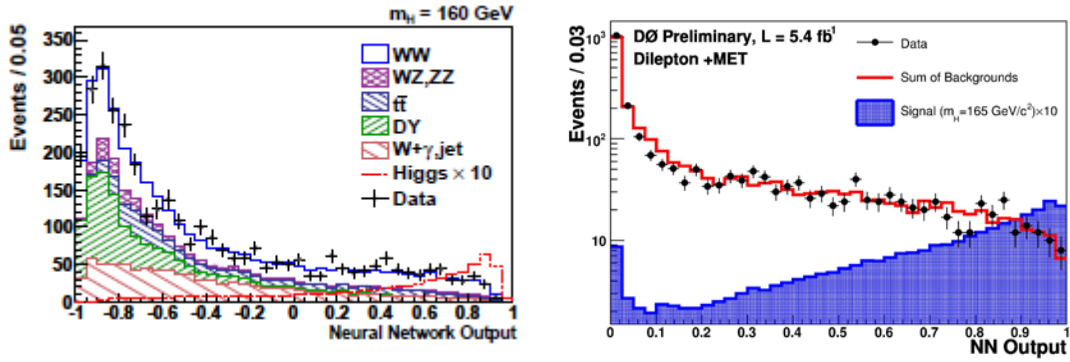 m_H = 160 GeV
Events / 0.05
350
300
250
200
150
100
50
0
WW
WZ,ZZ
tt̄
DY
W+γ,jet
Higgs × 10
Data
-1 -0.8 -0.6 -0.4 -0.2 0 0.2 0.4 0.6 0.8 1
Neural Network Output
Events / 0.03
10³
10²
10
DØ Preliminary, L = 5.4 fb⁻¹
Dilepton +MET
Data
Sum of Backgrounds
Signal (m_H=165 GeV/c²)×10
0 0.1 0.2 0.3 0.4 0.5 0.6 0.7 0.8 0.9 1
NN Output